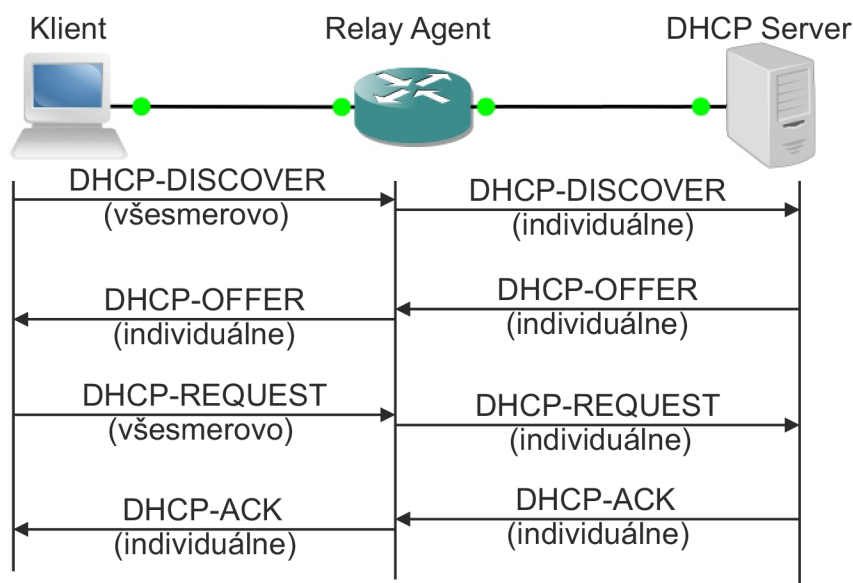 Klient
Relay Agent
DHCP Server
DHCP-DISCOVER
(všesmerovo)
DHCP-DISCOVER
(individuálne)
DHCP-OFFER
(individuálne)
DHCP-OFFER
(individuálne)
DHCP-REQUEST
(všesmerovo)
DHCP-REQUEST
(individuálne)
DHCP-ACK
(individuálne)
DHCP-ACK
(individuálne)